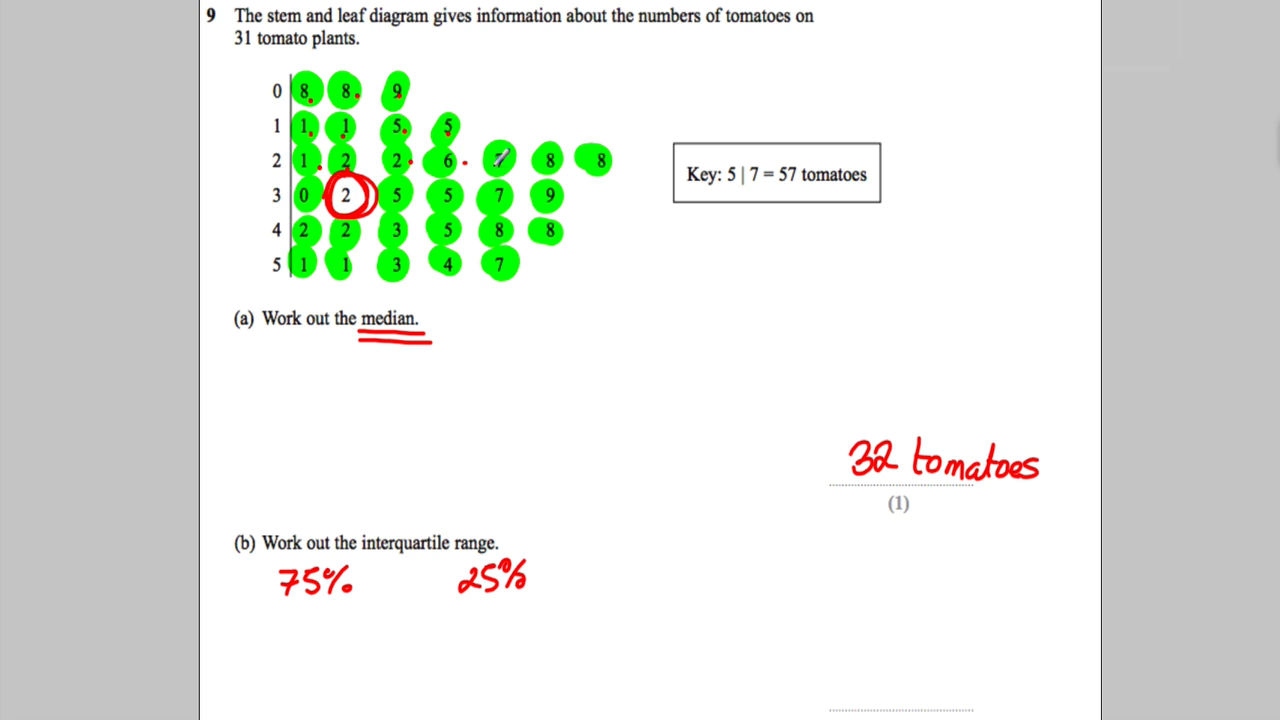 9 The stem and leaf diagram gives information about the numbers of tomatoes on
31 tomato plants.
0 8 8 9
1 1 1 5 5
2 1 2 2 6 7 8 8
3 0 2 5 5 7 9
4 2 2 3 5 8 8
5 1 1 3 4 7
Key: 5 | 7 = 57 tomatoes
(a) Work out the median.
32 tomatoes
(1)
(b) Work out the interquartile range.
75% 25%